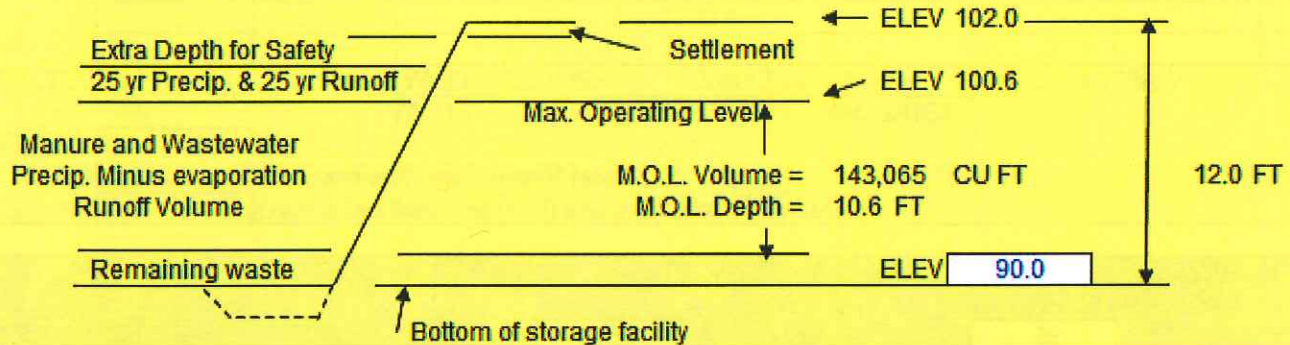 ELEV 102.0
Extra Depth for Safety
Settlement
25 yr Precip. & 25 yr Runoff
ELEV 100.6
Max. Operating Level
Manure and Wastewater
Precip. Minus evaporation
Runoff Volume
M.O.L. Volume = 143,065 CU FT
M.O.L. Depth = 10.6 FT
12.0 FT
Remaining waste
ELEV 90.0
Bottom of storage facility